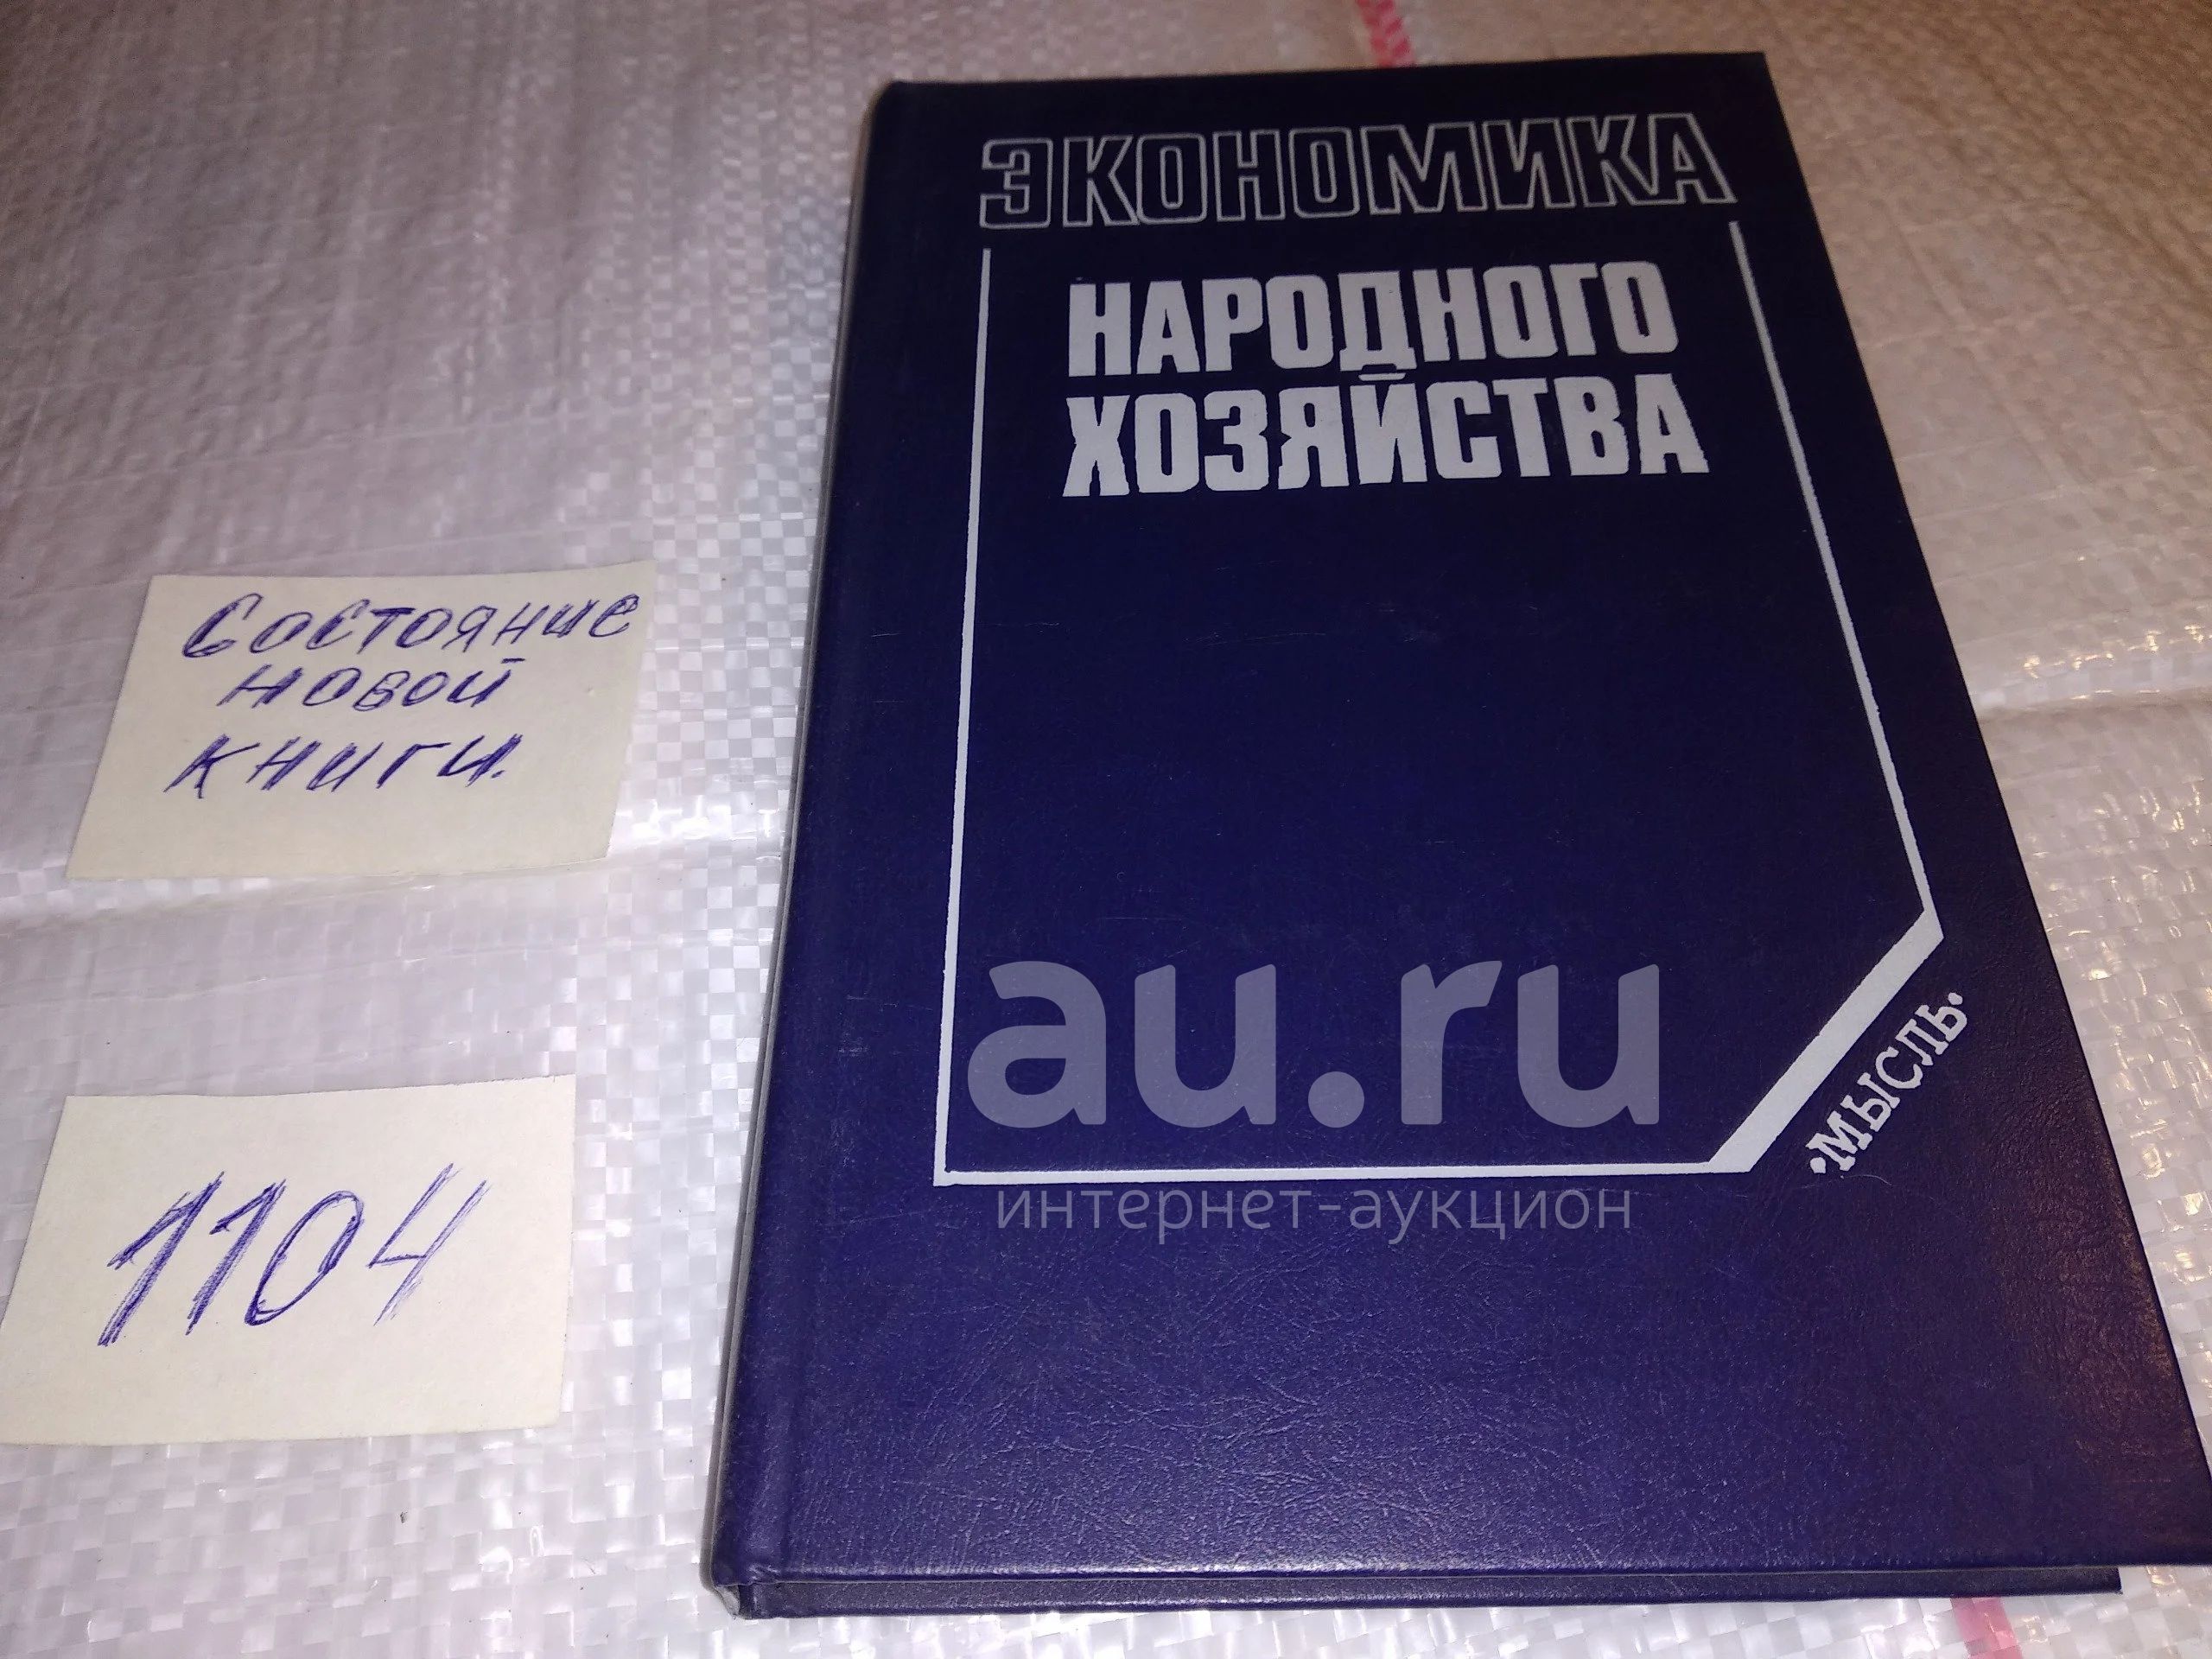 ЭКОНОМИКА
НАРОДНОГО
ХОЗЯЙСТВА
Состояние
новой
книги.
au.ru
интернет-аукцион
•МЫСЛЬ•
1104